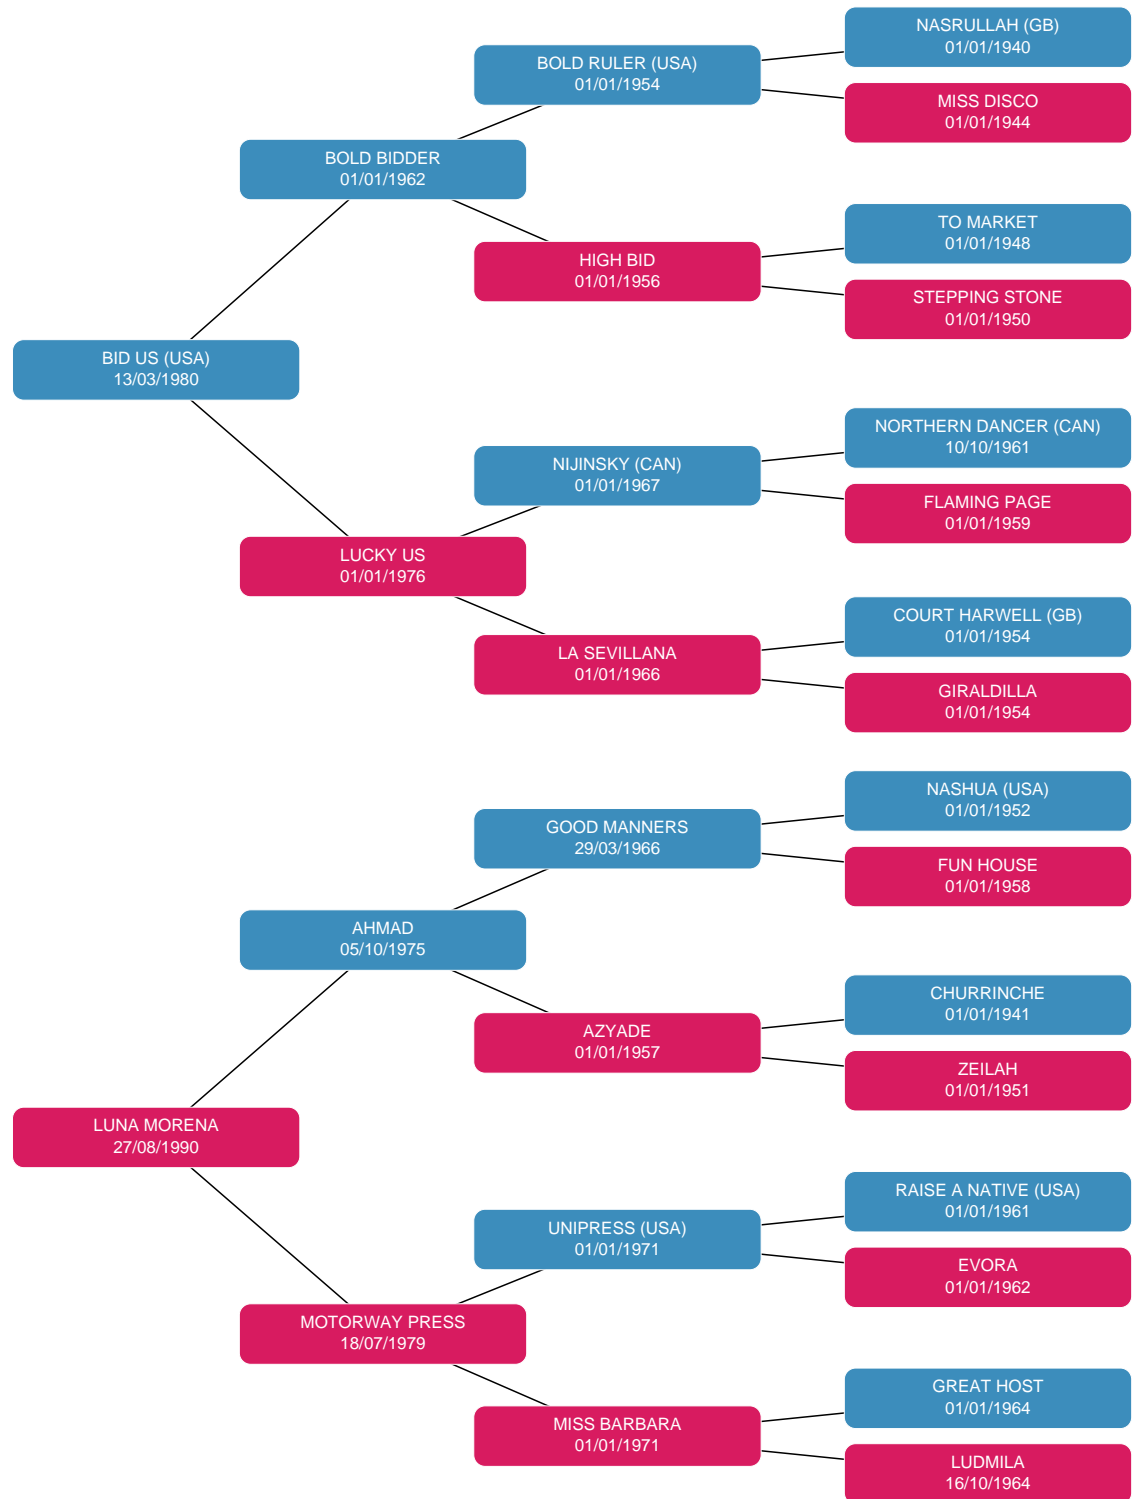 NASRULLAH (GB)
01/01/1940
BOLD RULER (USA)
01/01/1954
MISS DISCO
01/01/1944
BOLD BIDDER
01/01/1962
TO MARKET
01/01/1948
HIGH BID
01/01/1956
STEPPING STONE
01/01/1950
BID US (USA)
13/03/1980
NORTHERN DANCER (CAN)
10/10/1961
NIJINSKY (CAN)
01/01/1967
FLAMING PAGE
01/01/1959
LUCKY US
01/01/1976
COURT HARWELL (GB)
01/01/1954
LA SEVILLANA
01/01/1966
GIRALDILLA
01/01/1954
NASHUA (USA)
01/01/1952
GOOD MANNERS
29/03/1966
FUN HOUSE
01/01/1958
AHMAD
05/10/1975
CHURRINCHE
01/01/1941
AZYADE
01/01/1957
ZEILAH
01/01/1951
LUNA MORENA
27/08/1990
RAISE A NATIVE (USA)
01/01/1961
UNIPRESS (USA)
01/01/1971
EVORA
01/01/1962
MOTORWAY PRESS
18/07/1979
GREAT HOST
01/01/1964
MISS BARBARA
01/01/1971
LUDMILA
16/10/1964